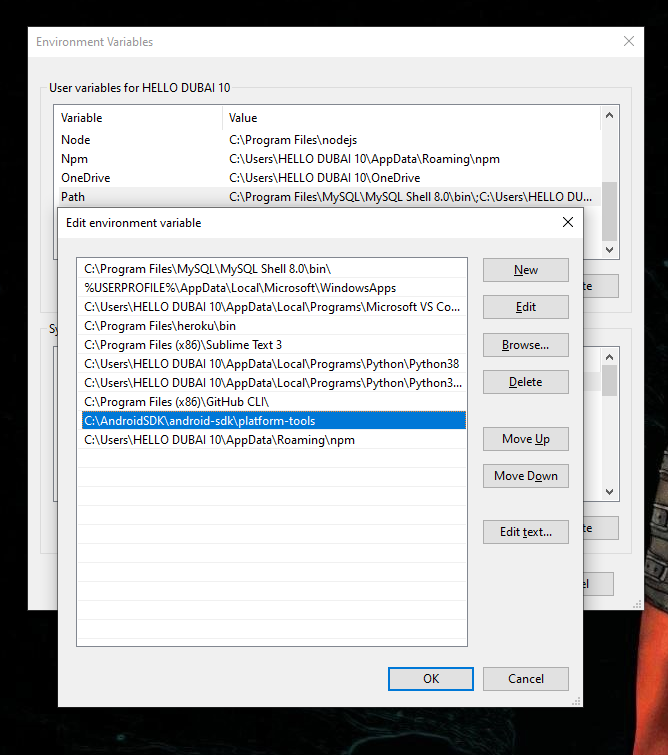 Environment Variables
User variables for HELLO DUBAI 10
Variable Value
Node C:\Program Files\nodejs
Npm C:\Users\HELLO DUBAI 10\AppData\Roaming\npm
OneDrive C:\Users\HELLO DUBAI 10\OneDrive
Path C:\Program Files\MySQL\MySQL Shell 8.0\bin\;C:\Users\HELLO DU...
Edit environment variable
C:\Program Files\MySQL\MySQL Shell 8.0\bin\
%USERPROFILE%\AppData\Local\Microsoft\WindowsApps
C:\Users\HELLO DUBAI 10\AppData\Local\Programs\Microsoft VS Co...
C:\Program Files\heroku\bin
C:\Program Files (x86)\Sublime Text 3
C:\Users\HELLO DUBAI 10\AppData\Local\Programs\Python\Python38
C:\Users\HELLO DUBAI 10\AppData\Local\Programs\Python\Python3...
C:\Program Files (x86)\GitHub CLI\
C:\AndroidSDK\android-sdk\platform-tools
C:\Users\HELLO DUBAI 10\AppData\Roaming\npm
New
Edit
Browse...
Delete
Move Up
Move Down
Edit text...
OK
Cancel
Sy
te
te
el